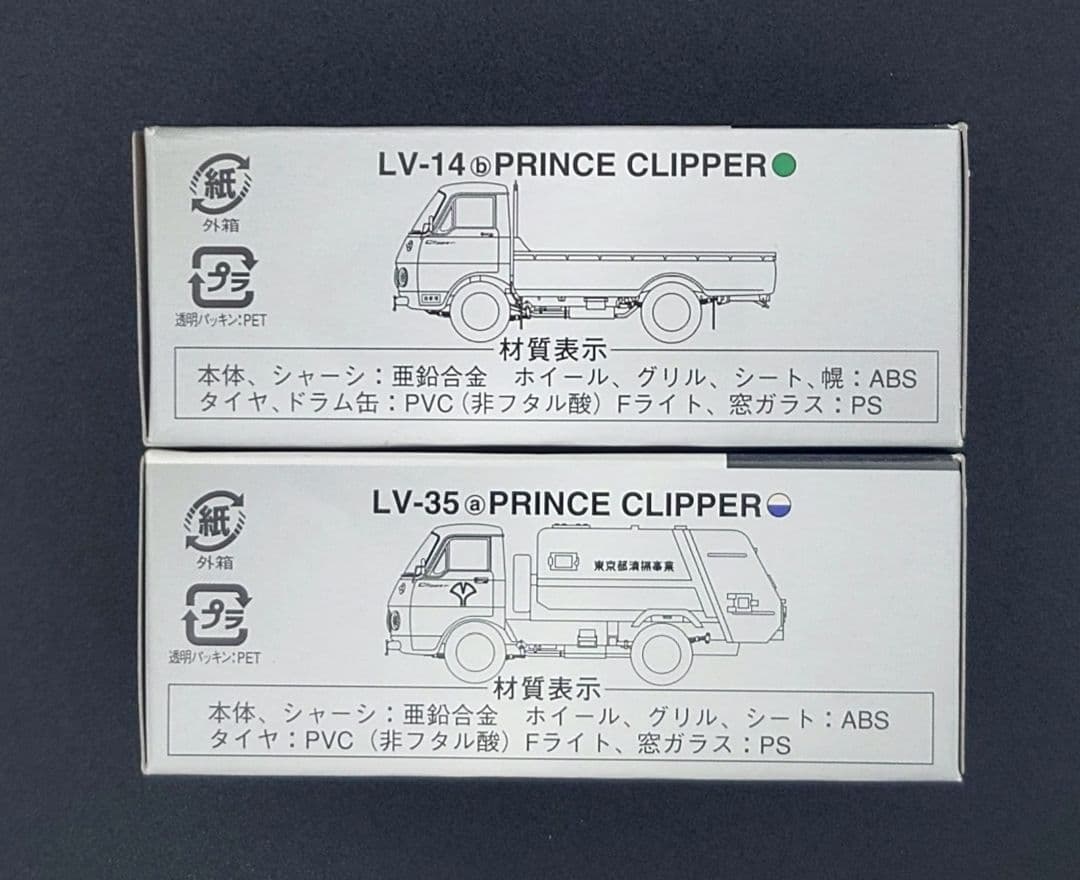 LV-14ⓑPRINCE CLIPPER
紙
外箱
プラ
透明パッキン:PET
Clipper
材質表示
本体、シャーシ：亜鉛合金　ホイール、グリル、シート、幌：ABS
タイヤ、ドラム缶：PVC（非フタル酸）Fライト、窓ガラス：PS
LV-35ⓐPRINCE CLIPPER
紙
外箱
プラ
透明パッキン:PET
Clipper
東京都清掃事業
材質表示
本体、シャーシ：亜鉛合金　ホイール、グリル、シート：ABS
タイヤ：PVC（非フタル酸）Fライト、窓ガラス：PS